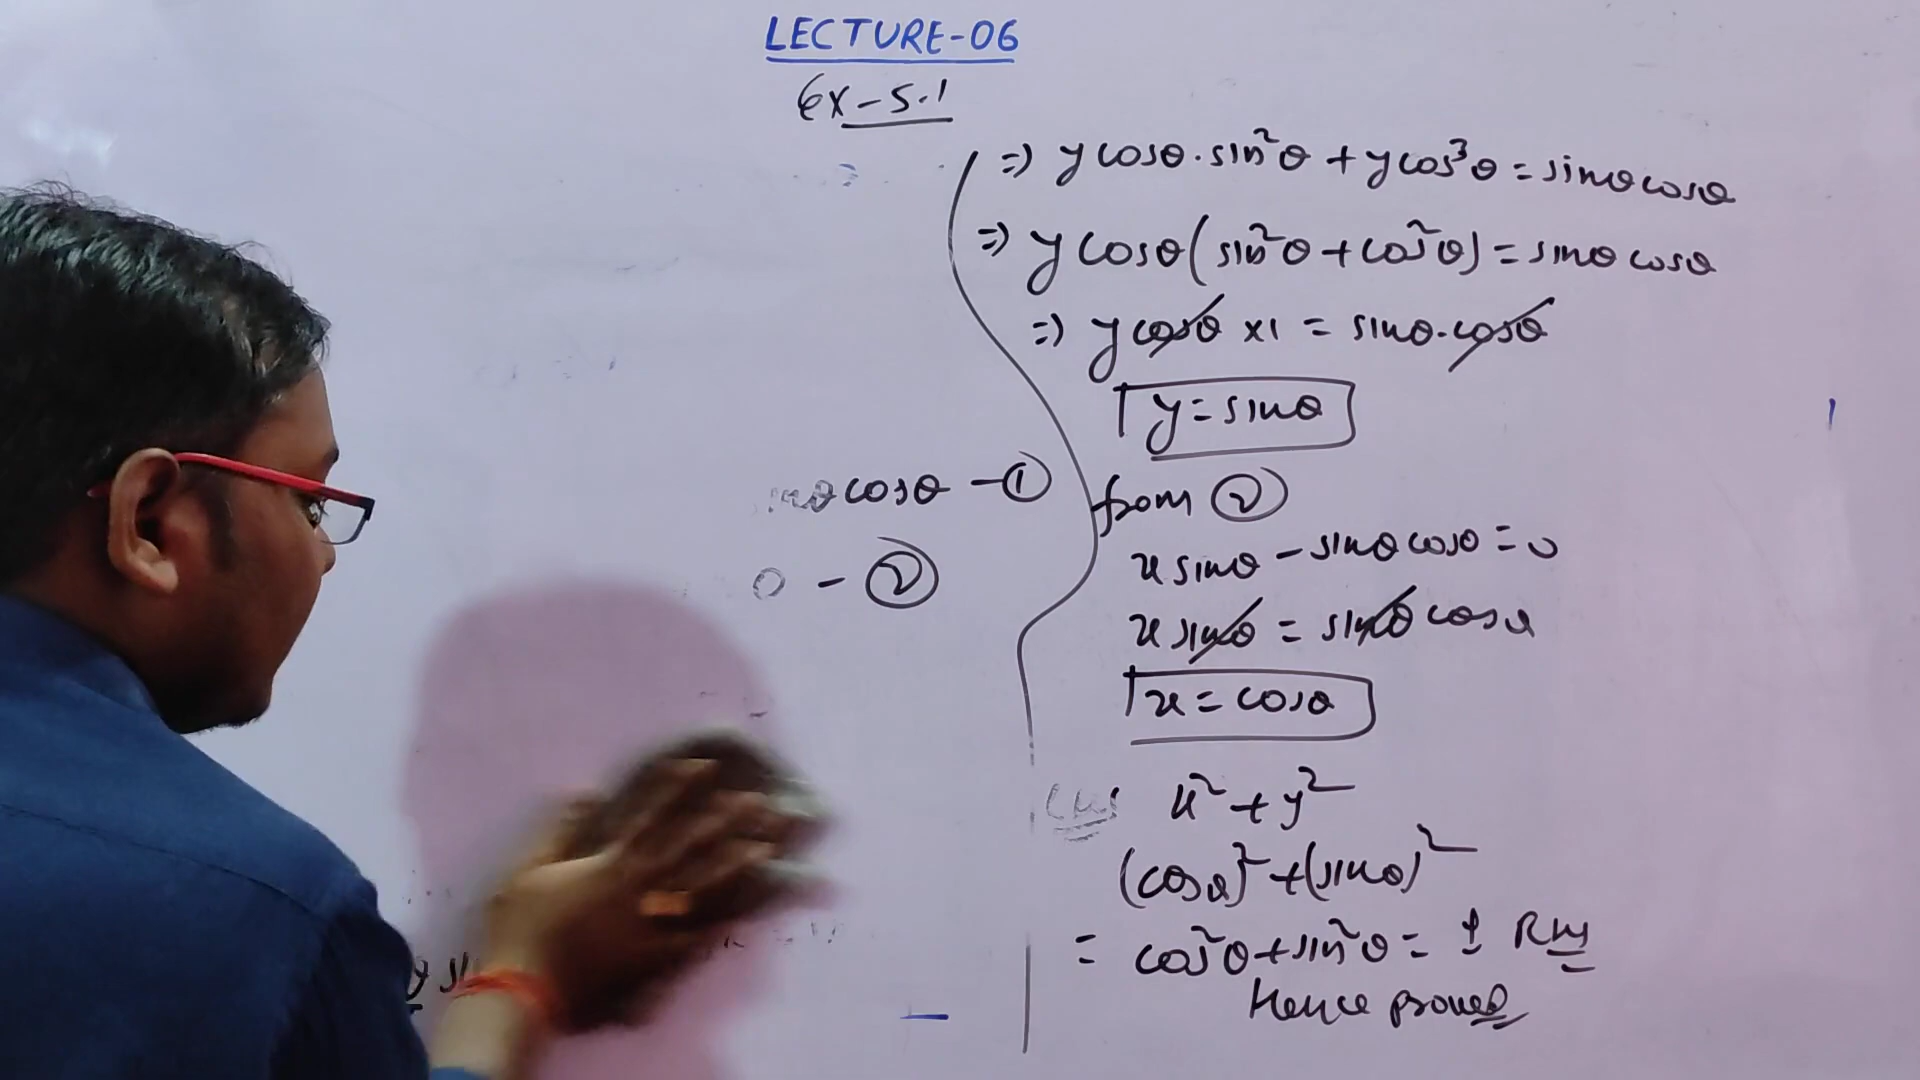 LECTURE-06
Ex-5.1
⇒ y cosθ·sin²θ + y cos³θ = sinθ cosθ
⇒ y cosθ (sin²θ + cos²θ) = sinθ cosθ
⇒ y cosθ ×1 = sinθ·cosθ
y = sinθ
cosθ - ①
0 - ②
from ②
x sinθ - sinθ cosθ = 0
x sinθ = sinθ cosθ
x = cosθ
LHS x² + y²
(cosθ)² + (sinθ)²
= cos²θ + sin²θ = 1 RHS
Hence proved